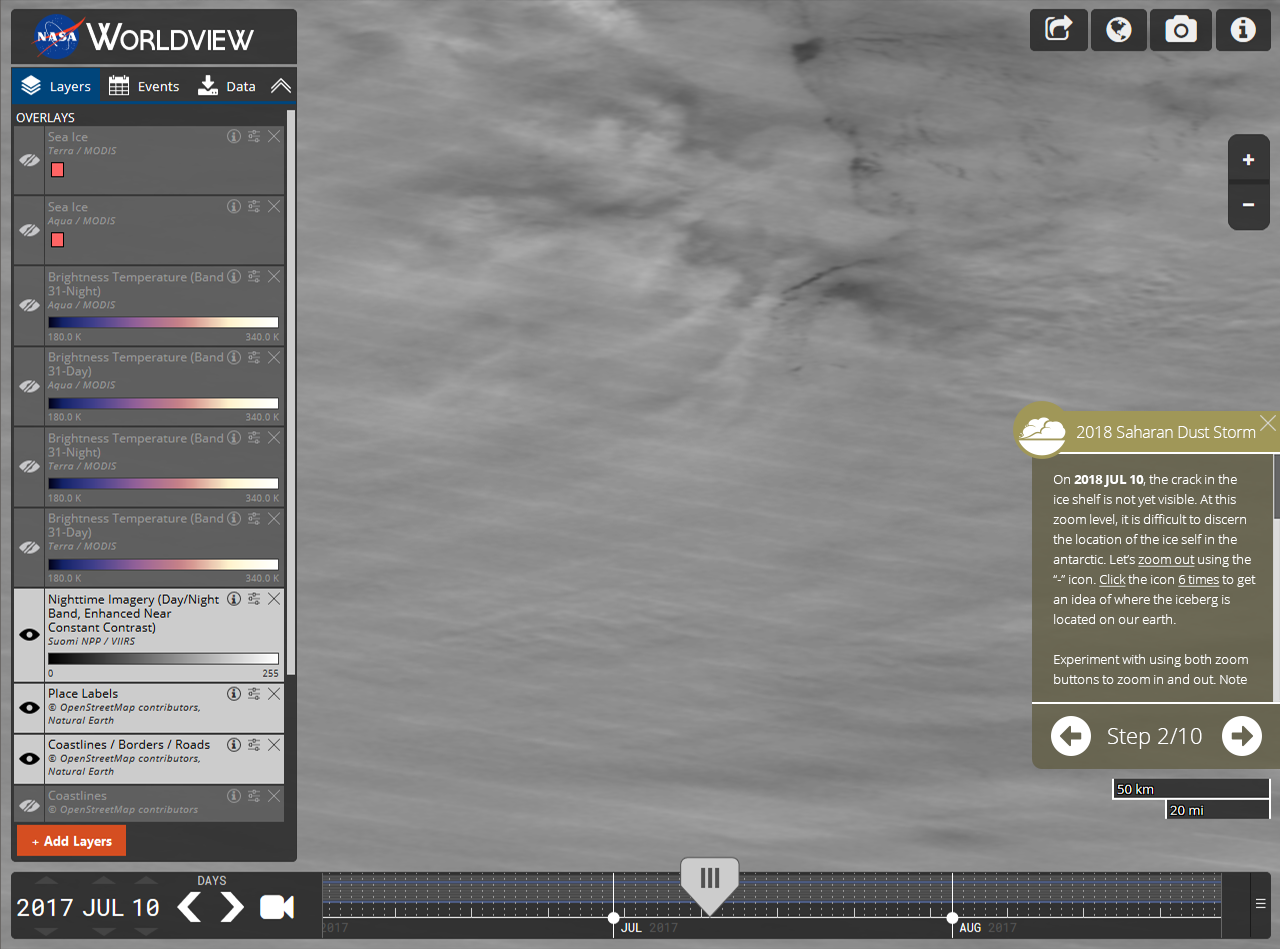 NASA WORLDVIEW
Layers
Events
Data
OVERLAYS
Sea Ice
Terra / MODIS
Sea Ice
Aqua / MODIS
Brightness Temperature (Band
31-Night)
Aqua / MODIS
180.0 K
340.0 K
Brightness Temperature (Band
31-Day)
Aqua / MODIS
180.0 K
340.0 K
Brightness Temperature (Band
31-Night)
Terra / MODIS
180.0 K
340.0 K
Brightness Temperature (Band
31-Day)
Terra / MODIS
180.0 K
340.0 K
Nighttime Imagery (Day/Night
Band, Enhanced Near
Constant Contrast)
Suomi NPP / VIIRS
0
255
Place Labels
© OpenStreetMap contributors,
Natural Earth
Coastlines / Borders / Roads
© OpenStreetMap contributors,
Natural Earth
Coastlines
© OpenStreetMap contributors
+ Add Layers
2018 Saharan Dust Storm
On 2018 JUL 10, the crack in the
ice shelf is not yet visible. At this
zoom level, it is difficult to discern
the location of the ice self in the
antarctic. Let’s zoom out using the
“-” icon. Click the icon 6 times to get
an idea of where the iceberg is
located on our earth.
Experiment with using both zoom
buttons to zoom in and out. Note
Step 2/10
50 km
20 mi
DAYS
2017 JUL 10
2017
JUL 2017
AUG 2017